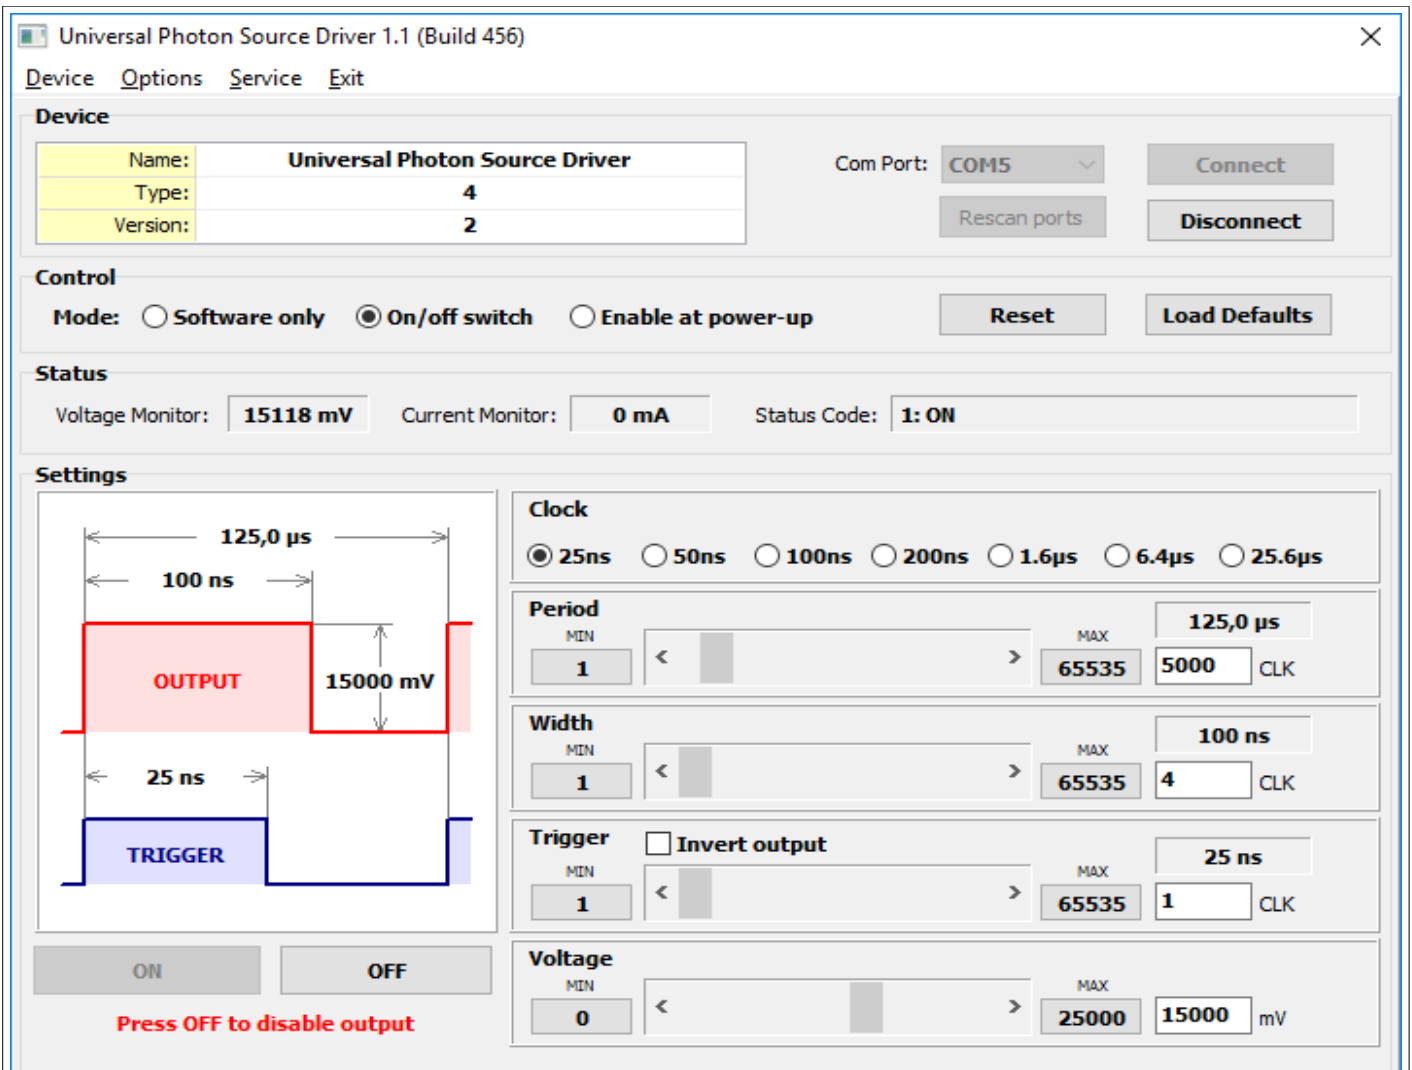 Universal Photon Source Driver 1.1 (Build 456)
Device Options Service Exit
Device
Name: Universal Photon Source Driver
Type: 4
Version: 2
Com Port: COM5 Connect
Rescan ports Disconnect
Control
Mode: Software only On/off switch Enable at power-up Reset Load Defaults
Status
Voltage Monitor: 15118 mV Current Monitor: 0 mA Status Code: 1: ON
Settings
125,0 µs
100 ns
OUTPUT
15000 mV
25 ns
TRIGGER
ON OFF
Press OFF to disable output
Clock
25ns 50ns 100ns 200ns 1.6µs 6.4µs 25.6µs
Period
125,0 µs
MIN MAX
1 < > 65535 5000 CLK
Width
100 ns
MIN MAX
1 < > 65535 4 CLK
Trigger Invert output
25 ns
MIN MAX
1 < > 65535 1 CLK
Voltage
MIN MAX
0 < > 25000 15000 mV